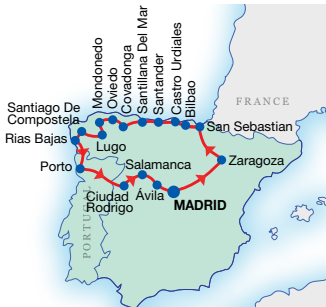 Mondonedo
Oviedo
Covadonga
Santillana Del Mar
Santander
Castro Urdiales
Bilbao
FRANCE
Santiago De
Compostela
San Sebastian
Rias Bajas
Lugo
Porto
Salamanca
Zaragoza
Ciudad
Rodrigo
Ávila
MADRID
PORTUGAL